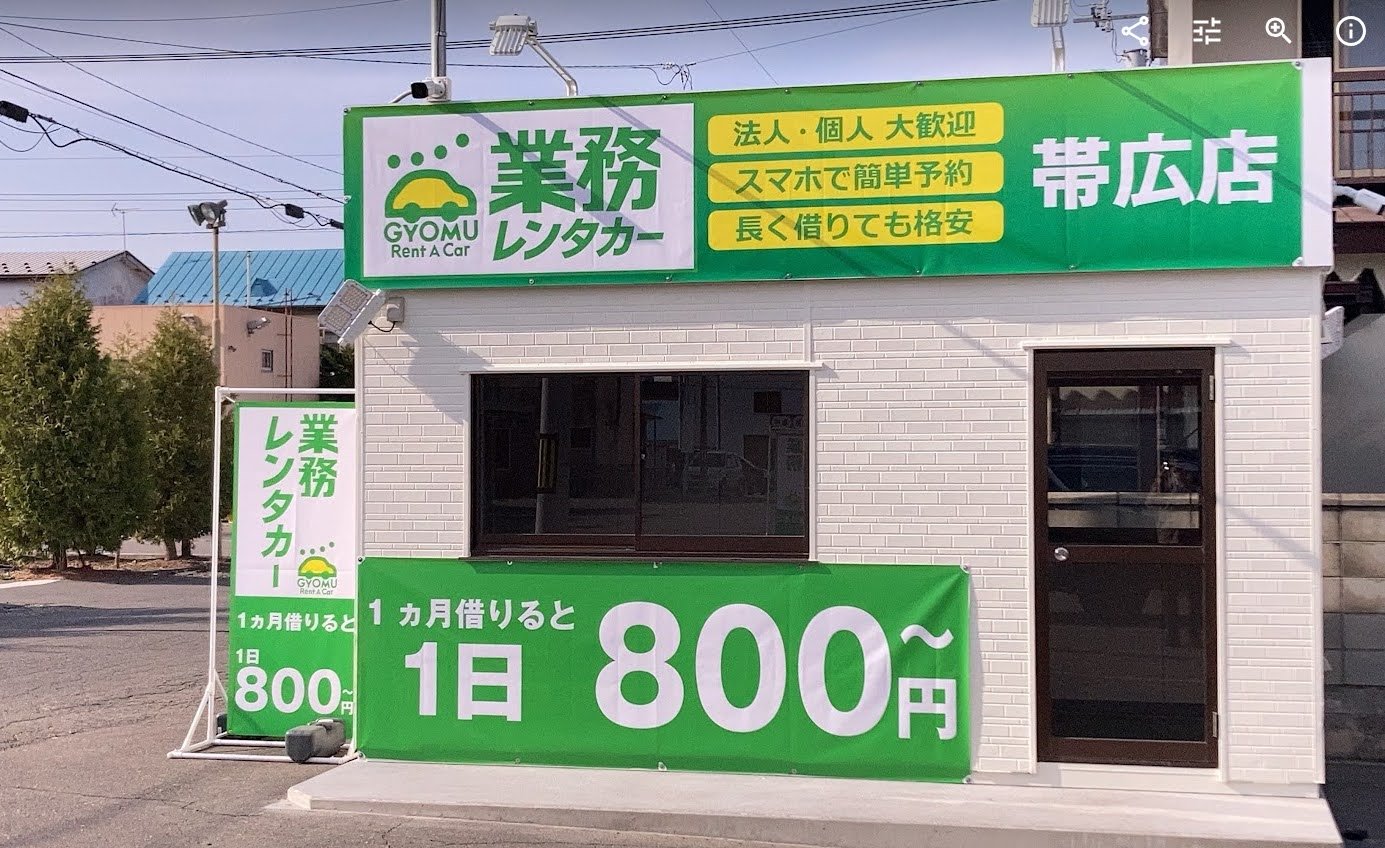 GYOMU
Rent A Car
業務
レンタカー
法人・個人 大歓迎
スマホで簡単予約
長く借りても格安
帯広店
業務
レンタカー
GYOMU
Rent A Car
1ヵ月借りると
1日
800~
円
1ヵ月借りると
1日 800~
円